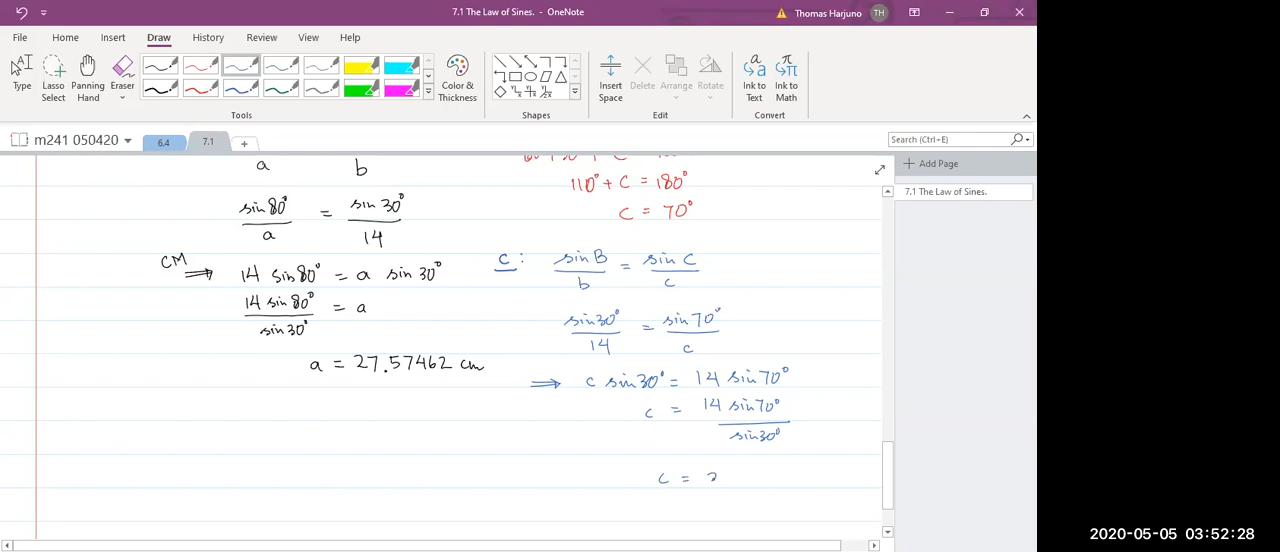 7.1 The Law of Sines. - OneNote
Thomas Harjuno TH
File Home Insert Draw History Review View Help
Type
Lasso Select
Panning Hand
Eraser
Color & Thickness
Insert Space
Delete
Arrange
Rotate
Ink to Text
Ink to Math
Tools
Shapes
Edit
Convert
m241 050420
6.4
7.1
Search (Ctrl+E)
Add Page
7.1 The Law of Sines.
a b
sin 80° / a = sin 30° / 14
CM ⟹ 14 sin 80° = a sin 30°
14 sin 80° / sin 30° = a
a = 27.57462 cm
110° + C = 180°
C = 70°
c : sin B / b = sin C / c
sin 30° / 14 = sin 70° / c
⟹ c sin 30° = 14 sin 70°
c = 14 sin 70° / sin 30°
c = 2
2020-05-05 03:52:28